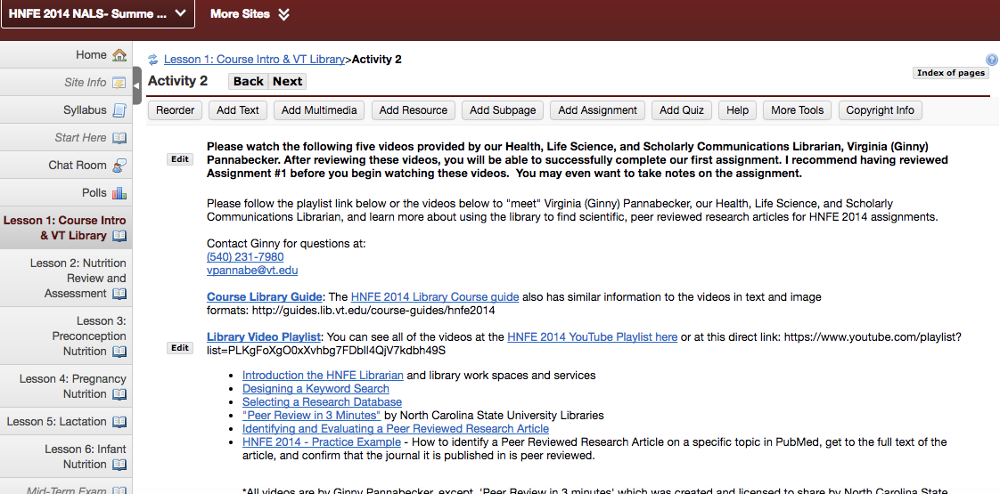 HNFE 2014 NALS- Summe ...
More Sites
Home
Site Info
Syllabus
Start Here
Chat Room
Polls
Lesson 1: Course Intro
& VT Library
Lesson 2: Nutrition
Review and
Assessment
Lesson 3:
Preconception
Nutrition
Lesson 4: Pregnancy
Nutrition
Lesson 5: Lactation
Lesson 6: Infant
Nutrition
Mid-Term Exam
Lesson 1: Course Intro & VT Library>Activity 2
Index of pages
Activity 2 Back Next
Reorder Add Text Add Multimedia Add Resource Add Subpage Add Assignment Add Quiz Help More Tools Copyright Info
Edit
Please watch the following five videos provided by our Health, Life Science, and Scholarly Communications Librarian, Virginia (Ginny)
Pannabecker. After reviewing these videos, you will be able to successfully complete our first assignment. I recommend having reviewed
Assignment #1 before you begin watching these videos.  You may even want to take notes on the assignment.
Please follow the playlist link below or the videos below to "meet" Virginia (Ginny) Pannabecker, our Health, Life Science, and Scholarly
Communications Librarian, and learn more about using the library to find scientific, peer reviewed research articles for HNFE 2014 assignments.
Contact Ginny for questions at:
(540) 231-7980
vpannabe@vt.edu
Course Library Guide: The HNFE 2014 Library Course guide also has similar information to the videos in text and image
formats: http://guides.lib.vt.edu/course-guides/hnfe2014
Edit
Library Video Playlist: You can see all of the videos at the HNFE 2014 YouTube Playlist here or at this direct link: https://www.youtube.com/playlist?
list=PLKgFoXgO0xXvhbg7FDblI4QjV7kdbh49S
• Introduction the HNFE Librarian and library work spaces and services
• Designing a Keyword Search
• Selecting a Research Database
• "Peer Review in 3 Minutes" by North Carolina State University Libraries
• Identifying and Evaluating a Peer Reviewed Research Article
• HNFE 2014 - Practice Example - How to identify a Peer Reviewed Research Article on a specific topic in PubMed, get to the full text of the
article, and confirm that the journal it is published in is peer reviewed.
*All videos are by Ginny Pannabecker, except, 'Peer Review in 3 minutes' which was created and licensed to share by North Carolina State